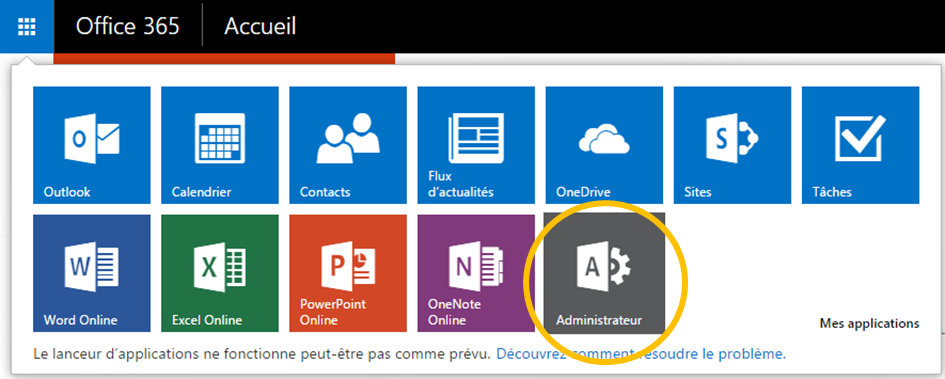 Office 365 Accueil
Outlook
Calendrier
Contacts
Flux
d'actualités
OneDrive
Sites
Tâches
Word Online
Excel Online
PowerPoint
Online
OneNote
Online
Administrateur
Mes applications
Le lanceur d'applications ne fonctionne peut-être pas comme prévu. Découvrez comment résoudre le problème.